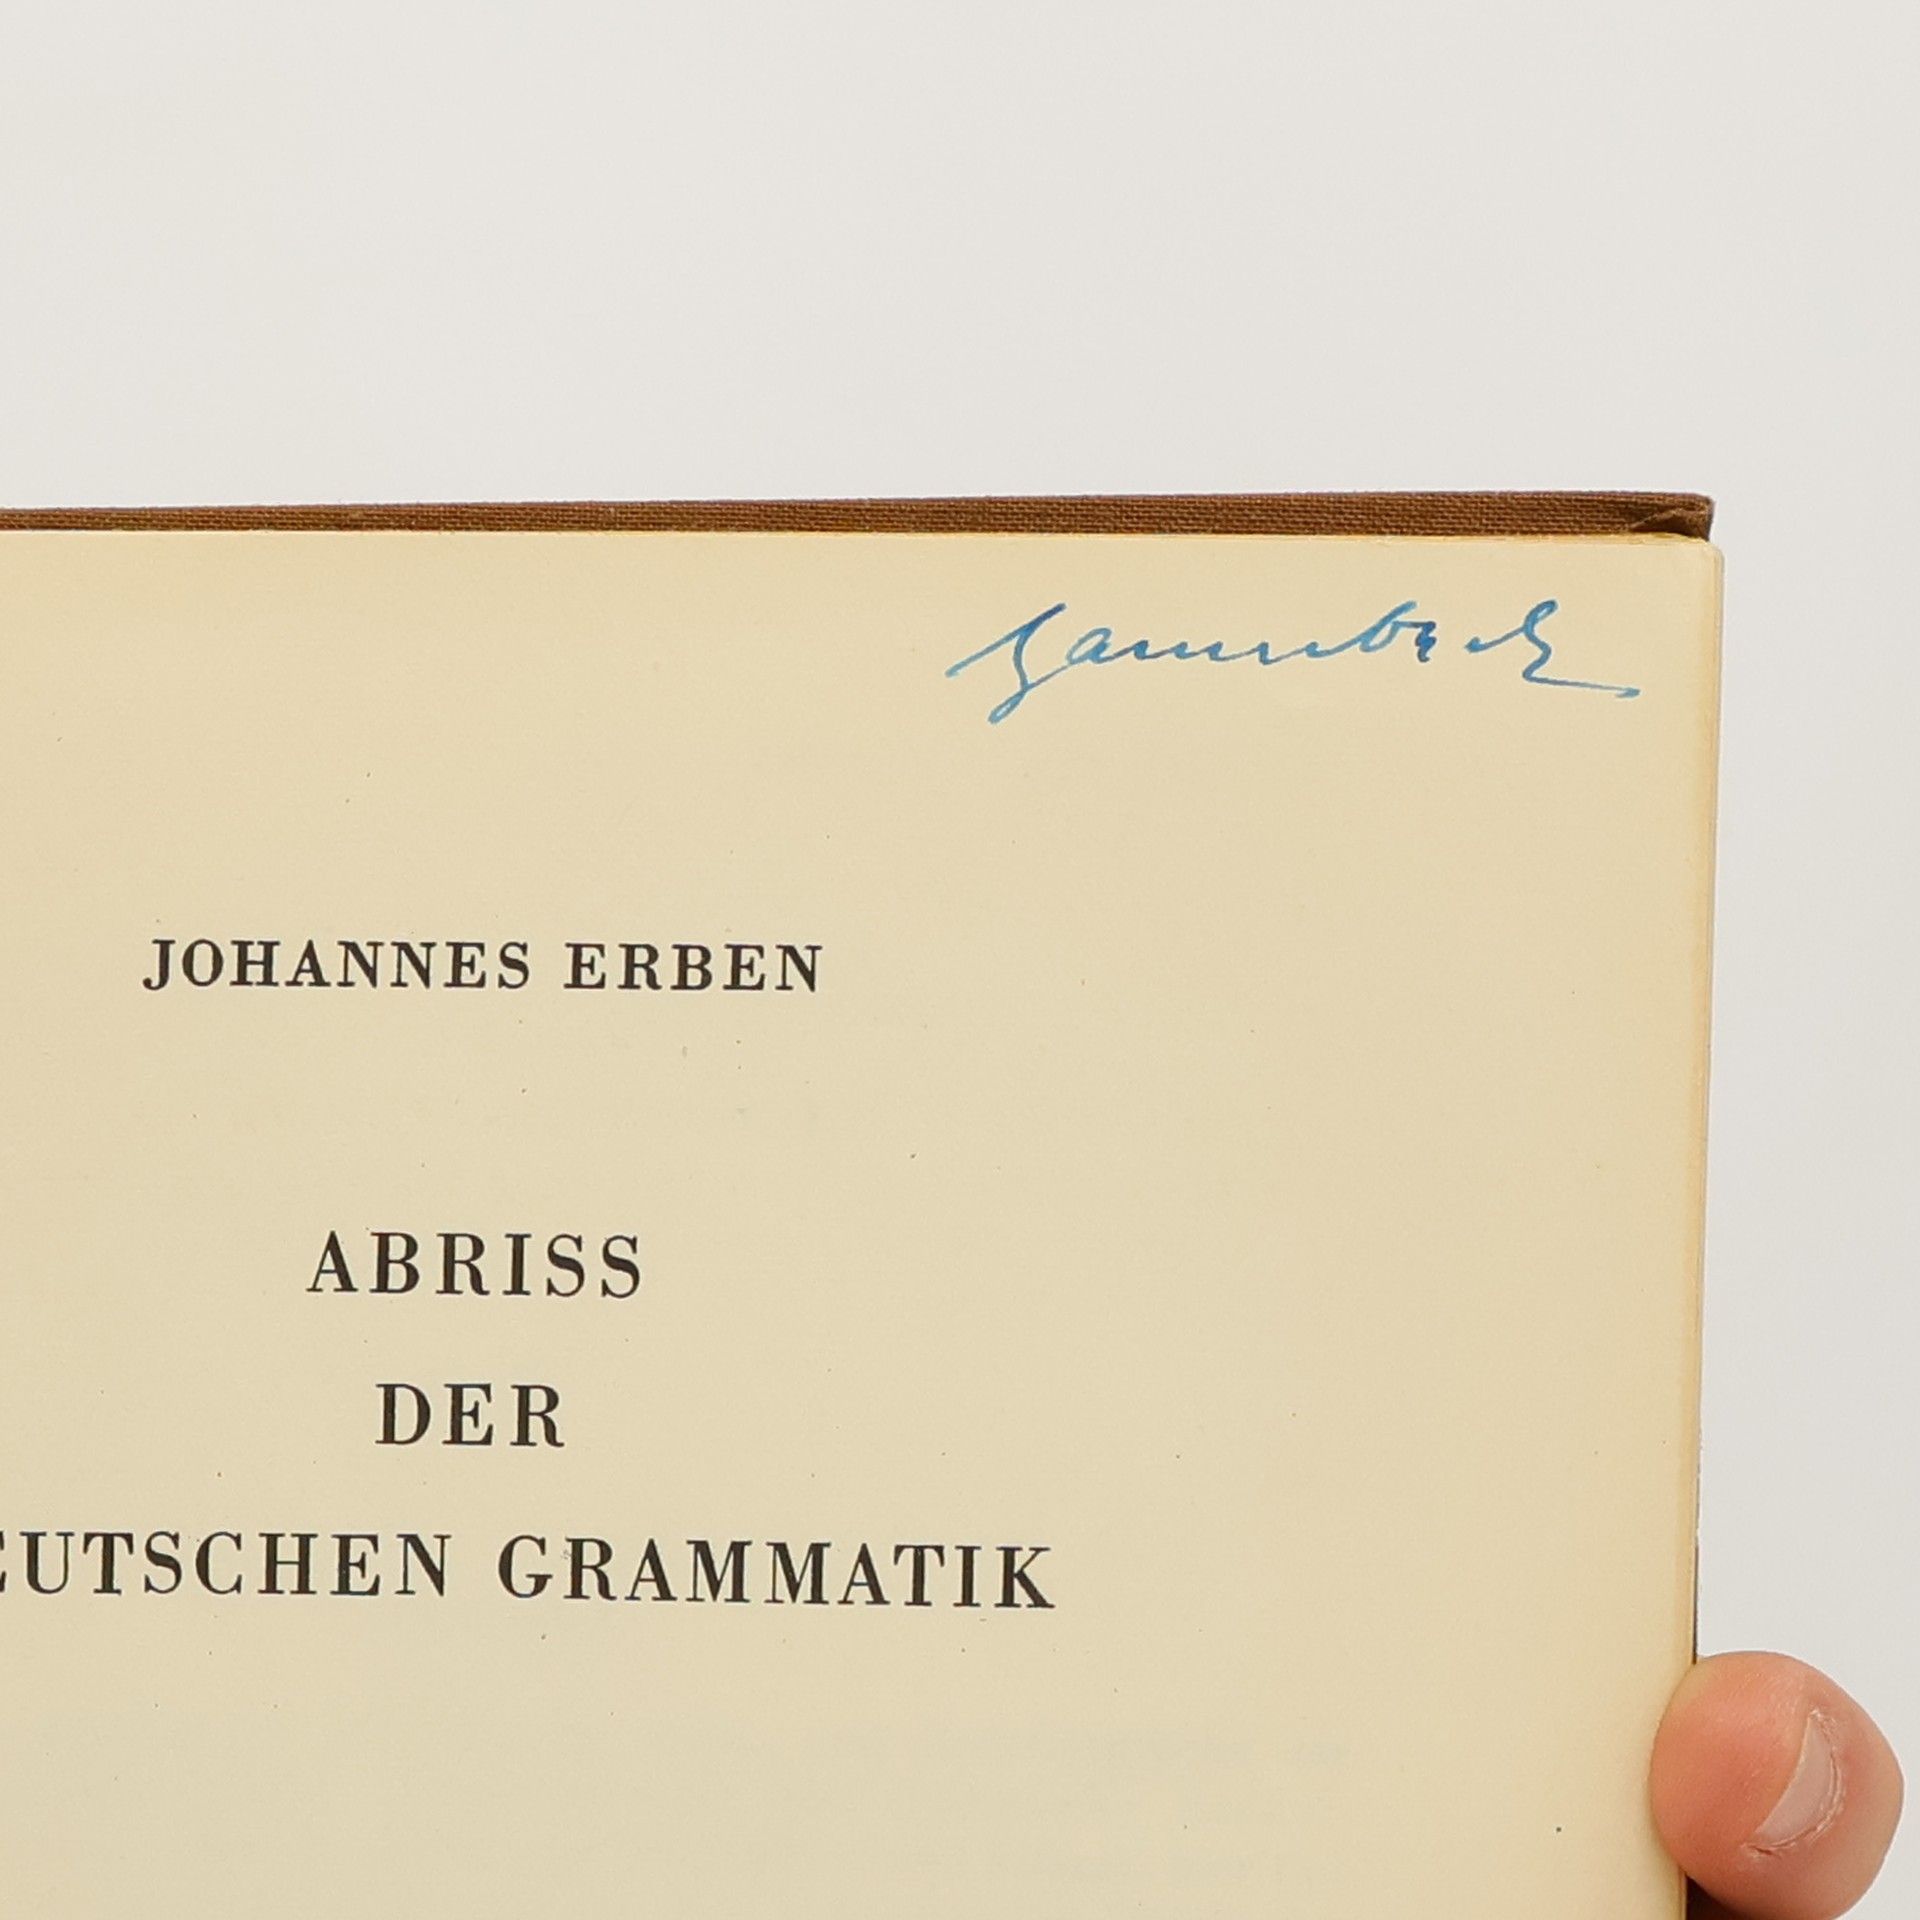 JOHANNES ERBEN
ABRISS
DER
EUTSCHEN GRAMMATIK